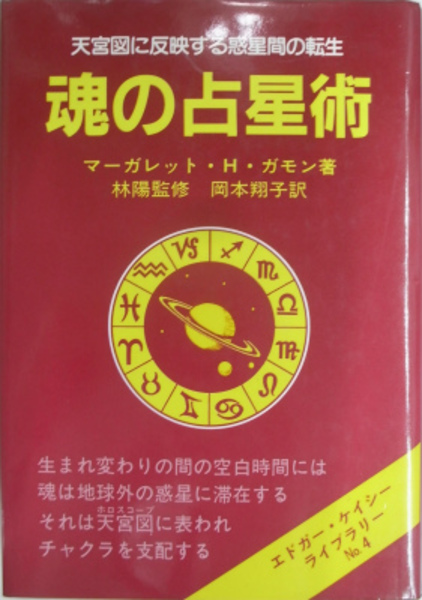 天宮図に反映する惑星間の転生
魂の占星術
マーガレット・H・ガモン著
林陽監修 岡本翔子訳
生まれ変わりの間の空白時間には
魂は地球外の惑星に滞在する
ホロスコープ
それは天宮図に表われ
チャクラを支配する
エドガー・ケイシー
ライブラリー
No.4